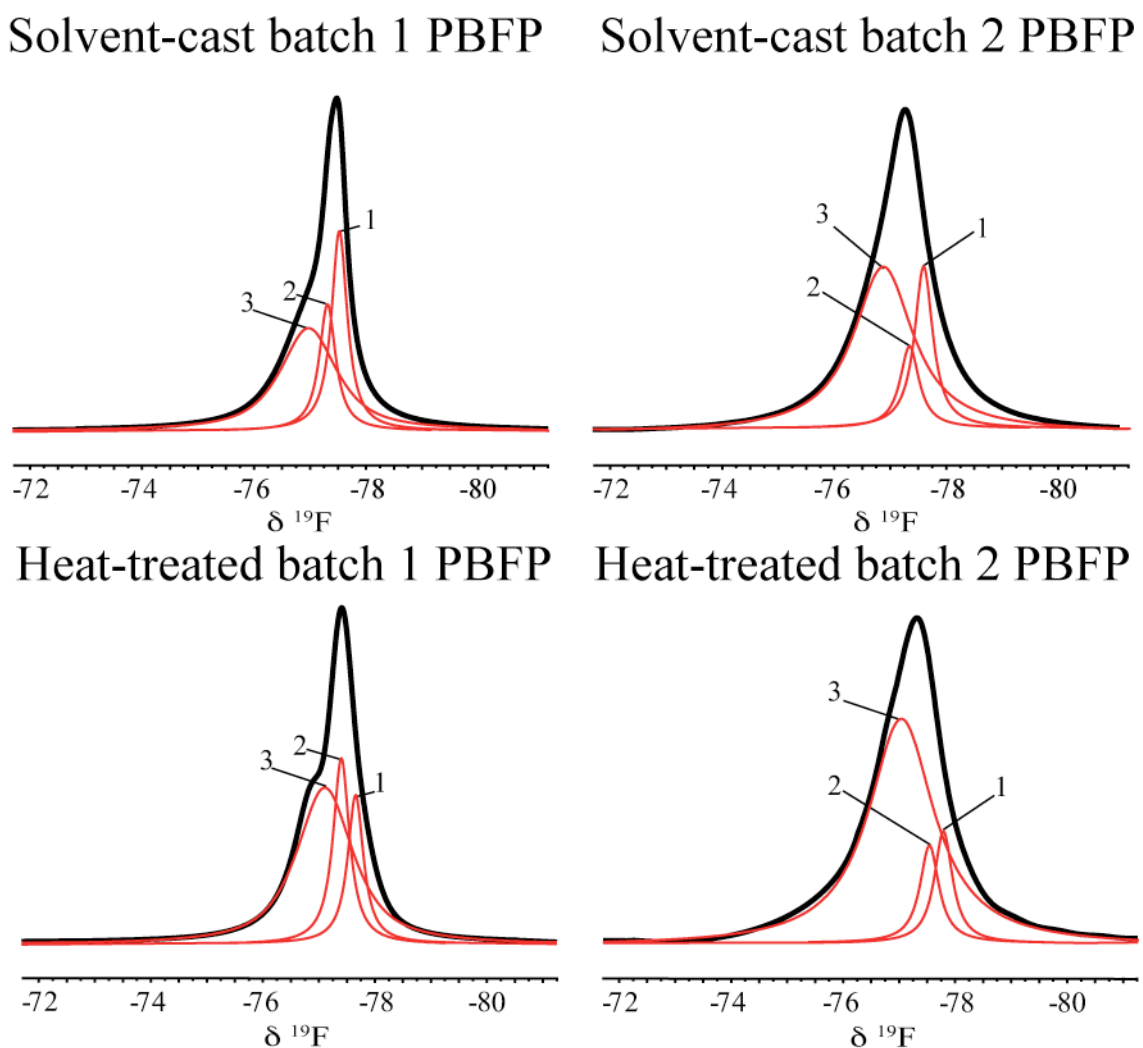 Solvent-cast batch 1 PBFP
3
2
1
-72 -74 -76 -78 -80
δ ¹⁹F
Solvent-cast batch 2 PBFP
3
2
1
-72 -74 -76 -78 -80
δ ¹⁹F
Heat-treated batch 1 PBFP
3
2
1
-72 -74 -76 -78 -80
δ ¹⁹F
Heat-treated batch 2 PBFP
3
2
1
-72 -74 -76 -78 -80
δ ¹⁹F